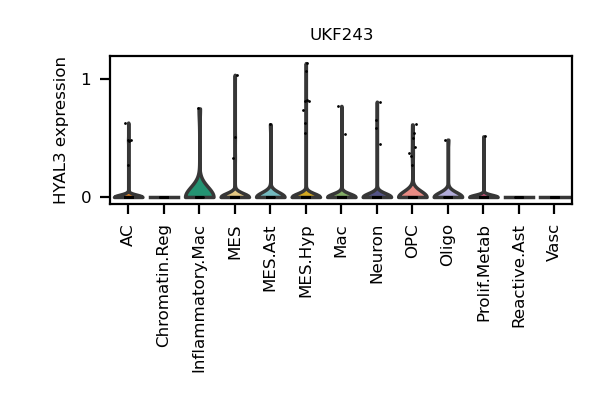 UKF243
HYAL3 expression
1
0
AC
Chromatin.Reg
Inflammatory.Mac
MES
MES.Ast
MES.Hyp
Mac
Neuron
OPC
Oligo
Prolif.Metab
Reactive.Ast
Vasc